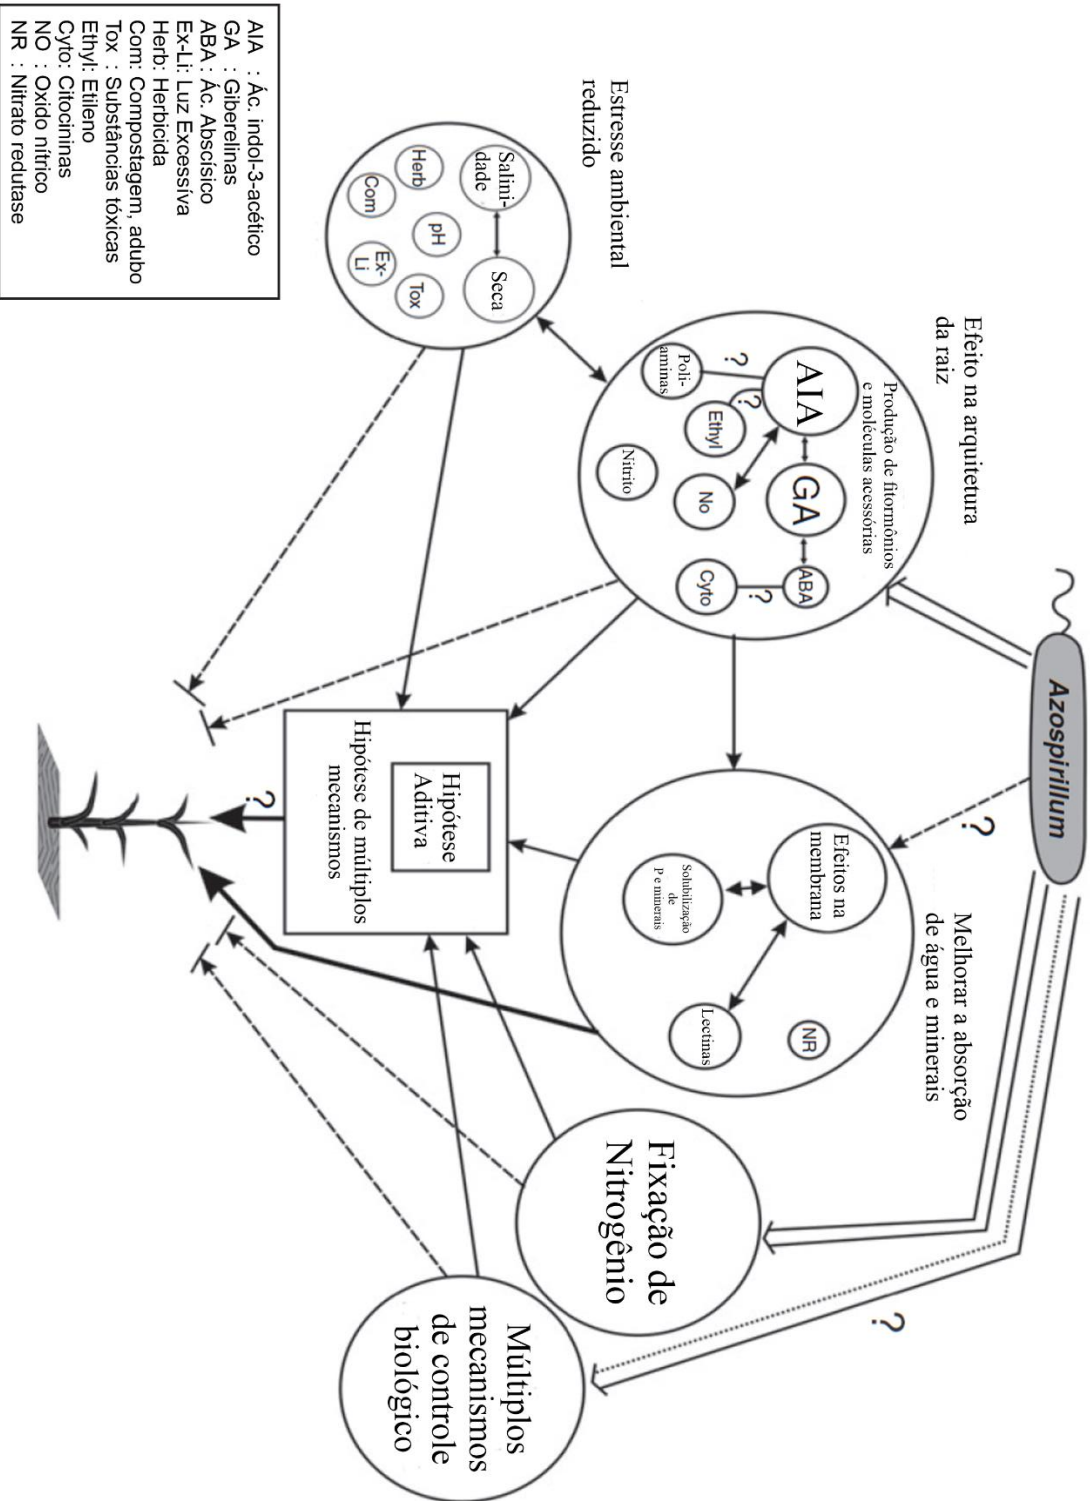 Azospirillum
Efeito na arquitetura
da raiz
Produção de fitormônios
e moléculas acessórias
AIA
GA
ABA
?
?
?
Poli-
aminas
Ethyl
No
Cyto
Nitrito
?
Melhorar a absorção
de água e minerais
Efeitos na
membrana
NR
Solubilização
de
P e minerais
Lectinas
?
Fixação de
Nitrogênio
Múltiplos
mecanismos
de controle
biológico
Estresse ambiental
reduzido
Salini-
dade
Seca
Herb
pH
Tox
Com
Ex-
Li
Hipótese
Aditiva
Hipótese de múltiplos
mecanismos
?
AIA : Ác. indol-3-acético
GA : Giberelinas
ABA : Ác. Abscísico
Ex-Li: Luz Excessíva
Herb: Herbicida
Com: Compostagem, adubo
Tox : Substâncias tóxicas
Ethyl: Etileno
Cyto: Citocininas
NO : Oxido nítrico
NR : Nitrato redutase